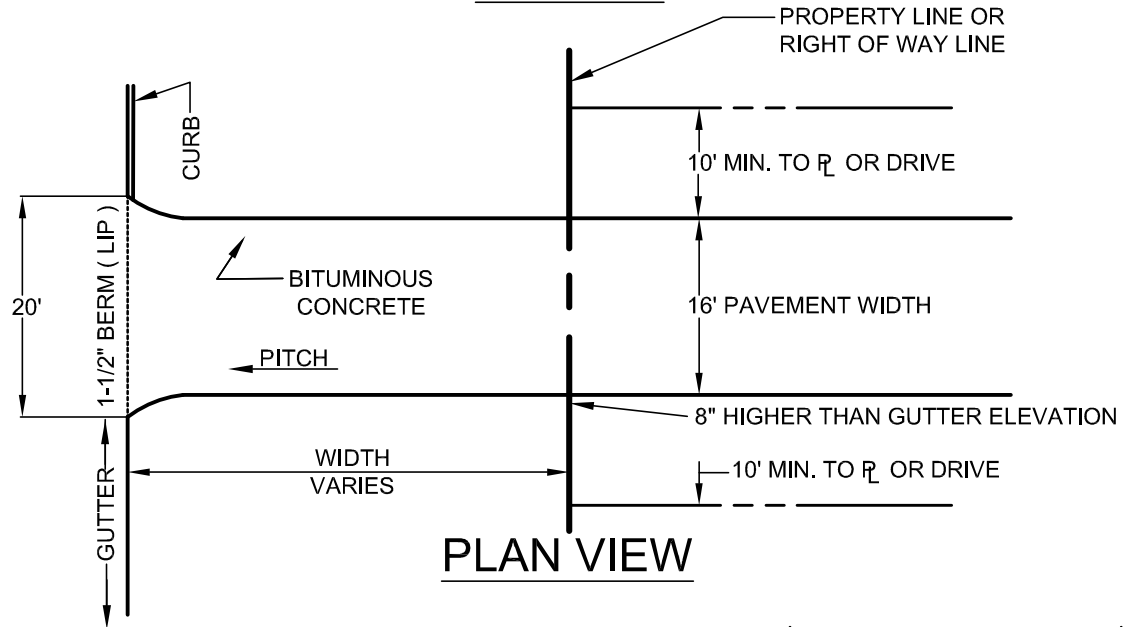 PROPERTY LINE OR
RIGHT OF WAY LINE
CURB
10' MIN. TO PL OR DRIVE
20'
1-1/2" BERM ( LIP )
BITUMINOUS
CONCRETE
16' PAVEMENT WIDTH
PITCH
8" HIGHER THAN GUTTER ELEVATION
WIDTH
VARIES
10' MIN. TO PL OR DRIVE
GUTTER
PLAN VIEW